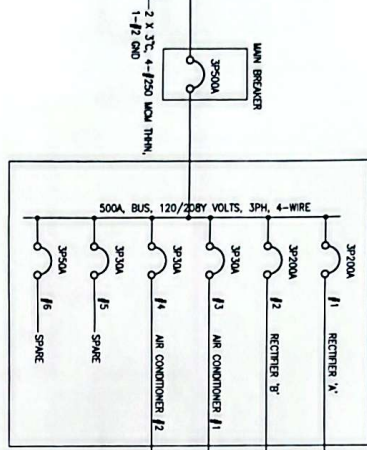 2 X 3"C, 4-#250 MCM THHN,
1-#2 GND
MAIN BREAKER
3P500A
500A, BUS, 120/208Y VOLTS, 3PH, 4-WIRE
3P200A
#1
RECTIFIER 'A'
3P200A
#2
RECTIFIER 'B'
3P30A
#3
AIR CONDITIONER #1
3P30A
#4
AIR CONDITIONER #2
3P30A
#5
SPARE
3P50A
#6
SPARE